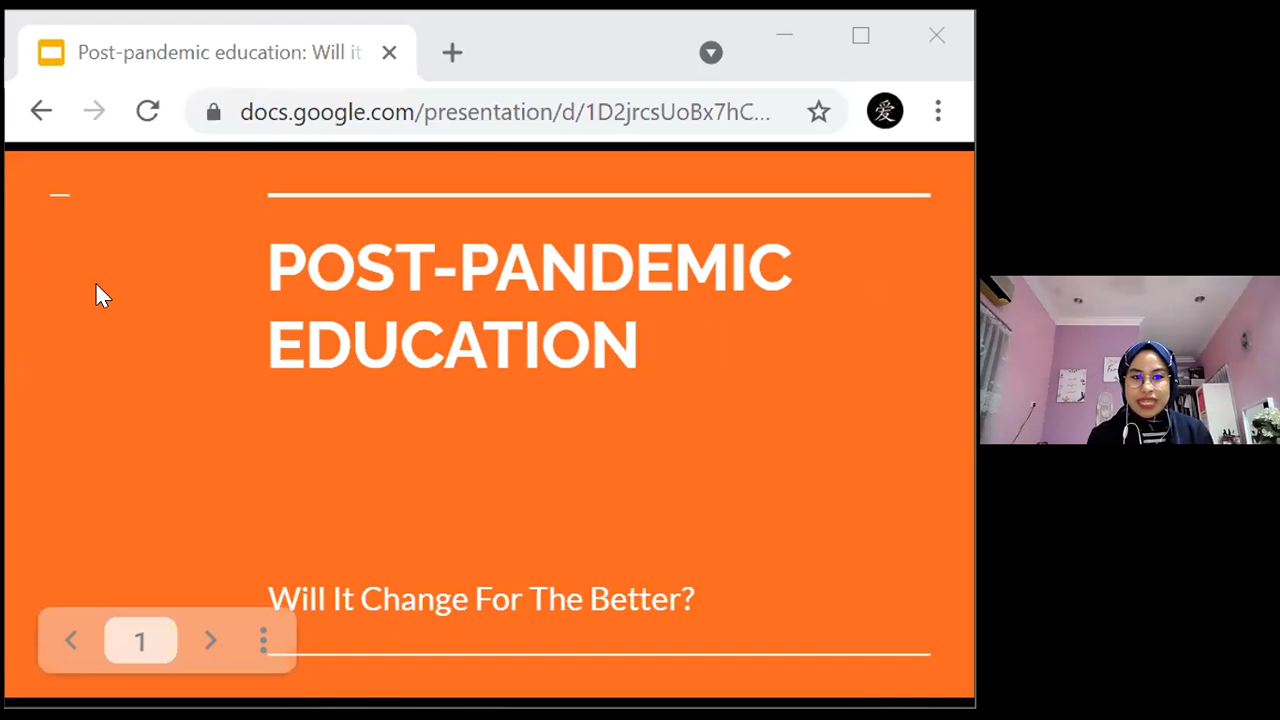 Post-pandemic education: Will it
docs.google.com/presentation/d/1D2jrcsUoBx7hC...
爱
POST-PANDEMIC
EDUCATION
Will It Change For The Better?
1